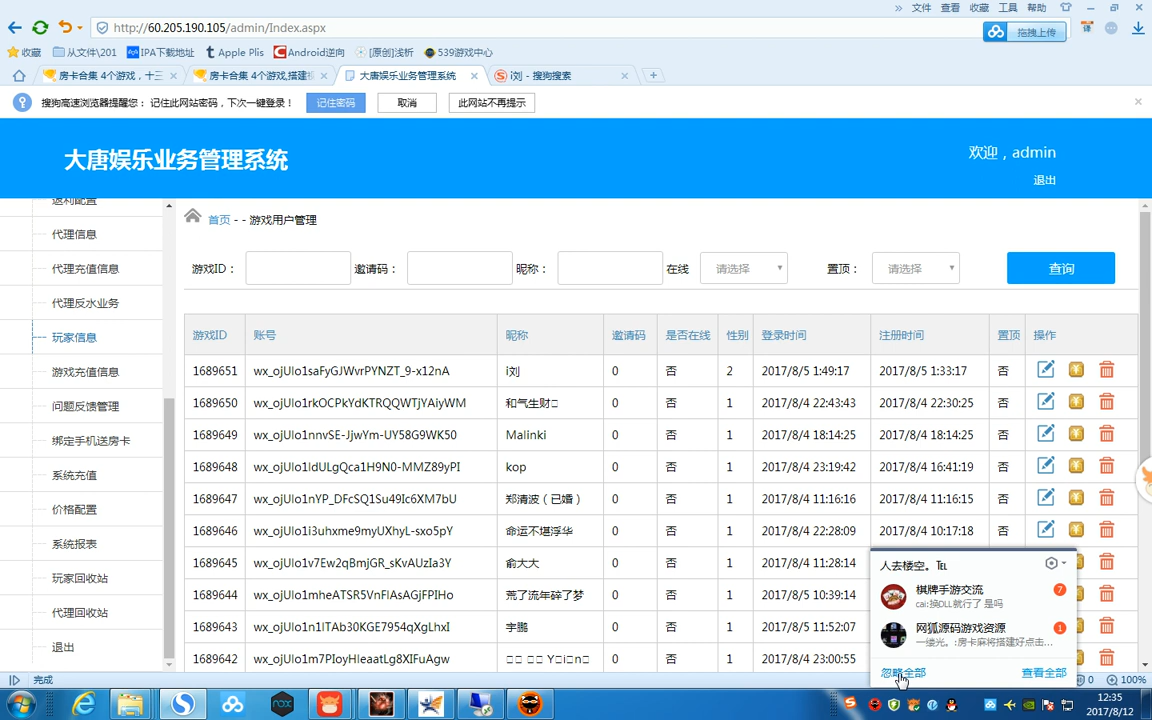 » 文件 查看 收藏 工具 帮助
http://60.205.190.105/admin/Index.aspx
拖拽上传
收藏 从文件\201 IPA下载地址 Apple Plis Android逆向 [原创]浅析 539游戏中心
房卡合集 4个游戏，十三 房卡合集 4个游戏,搭建 大唐娱乐业务管理系统 i刘 - 搜狗搜索
搜狗高速浏览器提醒您： 记住此网站密码，下次一键登录！ 记住密码 取消 此网站不再提示
大唐娱乐业务管理系统
欢迎，admin
退出
返利配置
代理信息
代理充值信息
代理反水业务
玩家信息
游戏充值信息
问题反馈管理
绑定手机送房卡
系统充值
价格配置
系统报表
玩家回收站
代理回收站
退出
首页 - - 游戏用户管理
游戏ID： 邀请码： 昵称： 在线 请选择 置顶： 请选择 查询
游戏ID 账号 昵称 邀请码 是否在线 性别 登录时间 注册时间 置顶 操作
1689651 wx_ojUlo1saFyGJWvrPYNZT_9-x12nA i刘 0 否 2 2017/8/5 1:49:17 2017/8/5 1:33:17 否
1689650 wx_ojUlo1rkOCPkYdKTRQQWTjYAiyWM 和气生财□ 0 否 1 2017/8/4 22:43:43 2017/8/4 22:30:25 否
1689649 wx_ojUlo1nnvSE-JjwYm-UY58G9WK50 Malinki 0 否 1 2017/8/4 18:14:25 2017/8/4 18:14:25 否
1689648 wx_ojUlo1ldULgQca1H9N0-MMZ89yPI kop 0 否 1 2017/8/4 23:19:42 2017/8/4 16:41:19 否
1689647 wx_ojUlo1nYP_DFcSQ1Su49Ic6XM7bU 郑清波（已婚） 0 否 1 2017/8/4 11:16:16 2017/8/4 11:16:15 否
1689646 wx_ojUlo1i3uhxme9myUXhyL-sxo5pY 命运不堪浮华 0 否 1 2017/8/4 22:28:09 2017/8/4 10:17:18 否
1689645 wx_ojUlo1v7Ew2qBmjGR_sKvAUzIa3Y 俞大大 0 否 1 2017/8/4 11:28:14
1689644 wx_ojUlo1mheATSR5VnFlAsAGjFPIHo 荒了流年碎了梦 0 否 1 2017/8/5 10:39:14
1689643 wx_ojUlo1n1ITAb30KGE7954qXgLhxI 宇鹏 0 否 1 2017/8/5 11:52:07
1689642 wx_ojUlo1m7PIoyHIeaatLg8XIFuAgw 0 否 1 2017/8/4 23:00:55
人去楼空。℡
棋牌手游交流 7
cai:换DLL就行了 是吗
网狐源码游戏资源 1
一缕光。:房卡麻将搭建好点击...
忽略全部 查看全部
完成 0 100%
nox
12:35
2017/8/12